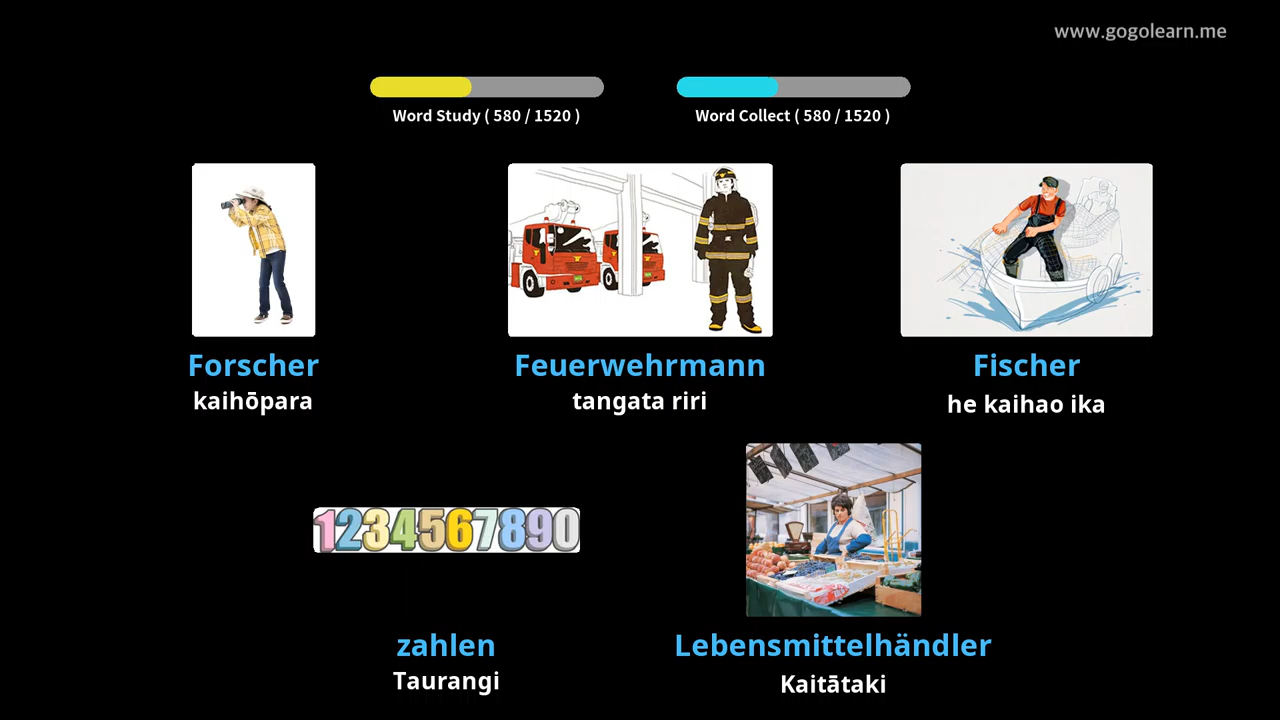 www.gogolearn.me
Word Study ( 580 / 1520 )
Word Collect ( 580 / 1520 )
Forscher
kaihōpara
Feuerwehrmann
tangata riri
Fischer
he kaihao ika
1234567890
zahlen
Taurangi
Lebensmittelhändler
Kaitātaki